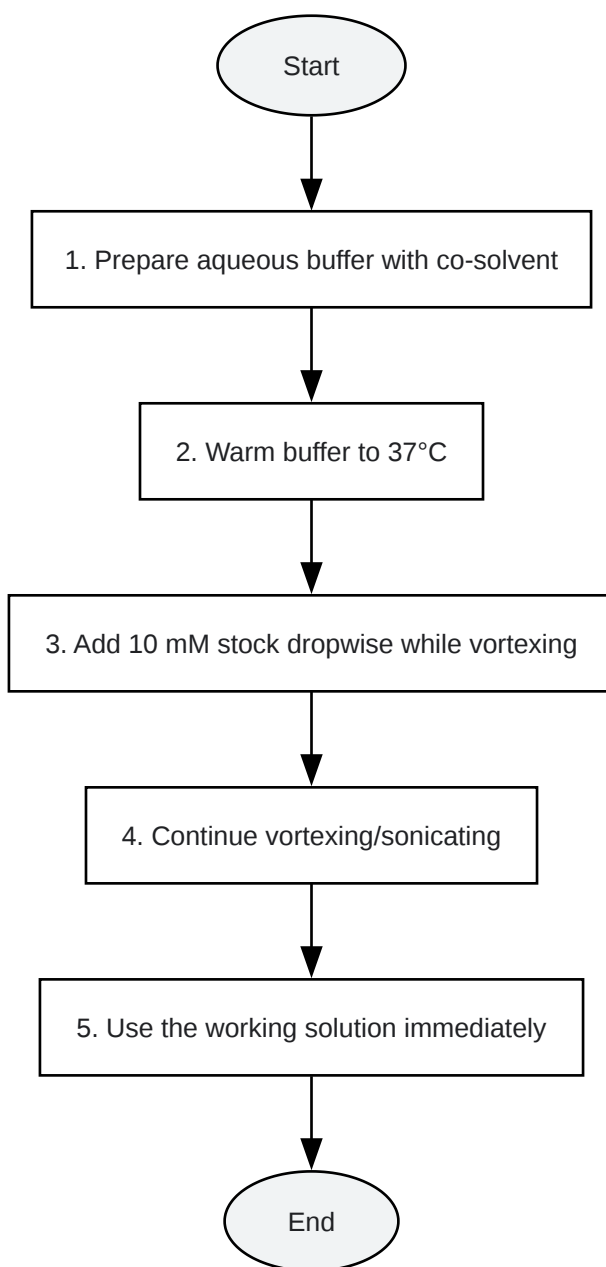 Start
1. Prepare aqueous buffer with co-solvent
2. Warm buffer to 37°C
3. Add 10 mM stock dropwise while vortexing
4. Continue vortexing/sonicating
5. Use the working solution immediately
End